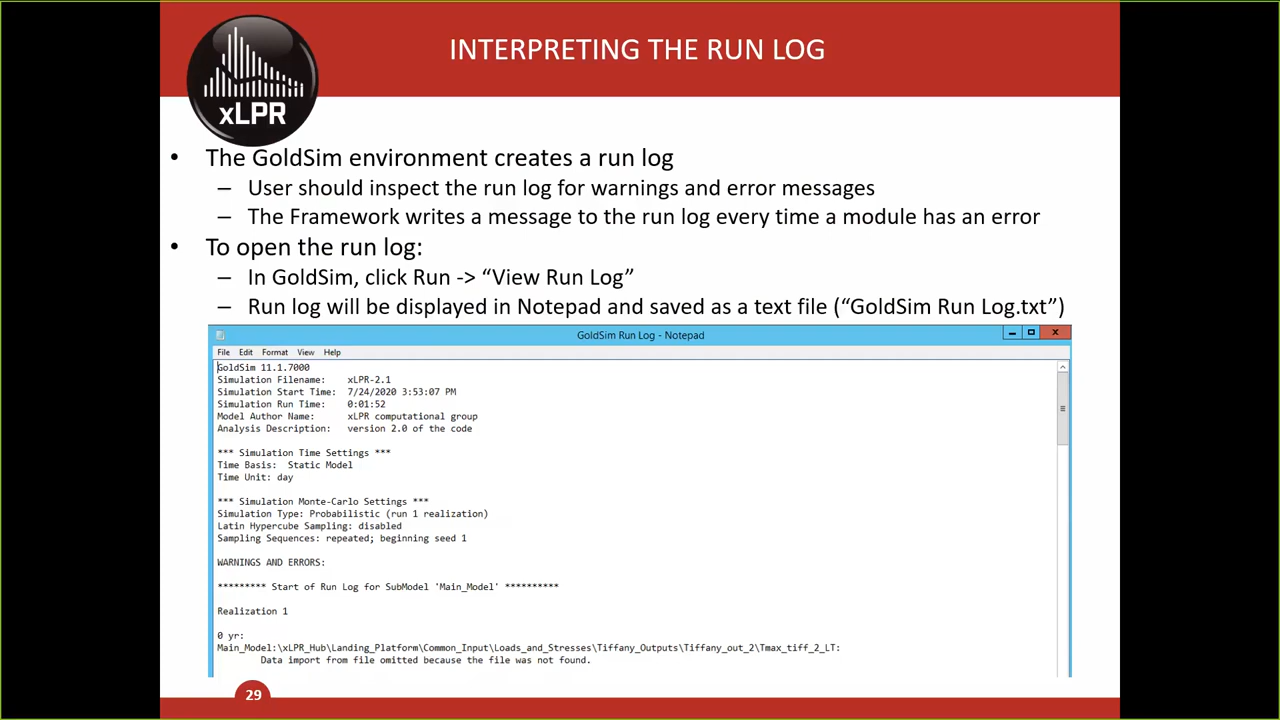 INTERPRETING THE RUN LOG
xLPR
• The GoldSim environment creates a run log
– User should inspect the run log for warnings and error messages
– The Framework writes a message to the run log every time a module has an error
• To open the run log:
– In GoldSim, click Run -> “View Run Log”
– Run log will be displayed in Notepad and saved as a text file (“GoldSim Run Log.txt”)
GoldSim Run Log - Notepad
File Edit Format View Help
GoldSim 11.1.7000
Simulation Filename: xLPR-2.1
Simulation Start Time: 7/24/2020 3:53:07 PM
Simulation Run Time: 0:01:52
Model Author Name: xLPR computational group
Analysis Description: version 2.0 of the code
*** Simulation Time Settings ***
Time Basis: Static Model
Time Unit: day
*** Simulation Monte-Carlo Settings ***
Simulation Type: Probabilistic (run 1 realization)
Latin Hypercube Sampling: disabled
Sampling Sequences: repeated; beginning seed 1
WARNINGS AND ERRORS:
********* Start of Run Log for SubModel 'Main_Model' **********
Realization 1
0 yr:
Main_Model:\xLPR_Hub\Landing_Platform\Common_Input\Loads_and_Stresses\Tiffany_Outputs\Tiffany_out_2\Tmax_tiff_2_LT:
Data import from file omitted because the file was not found.
29